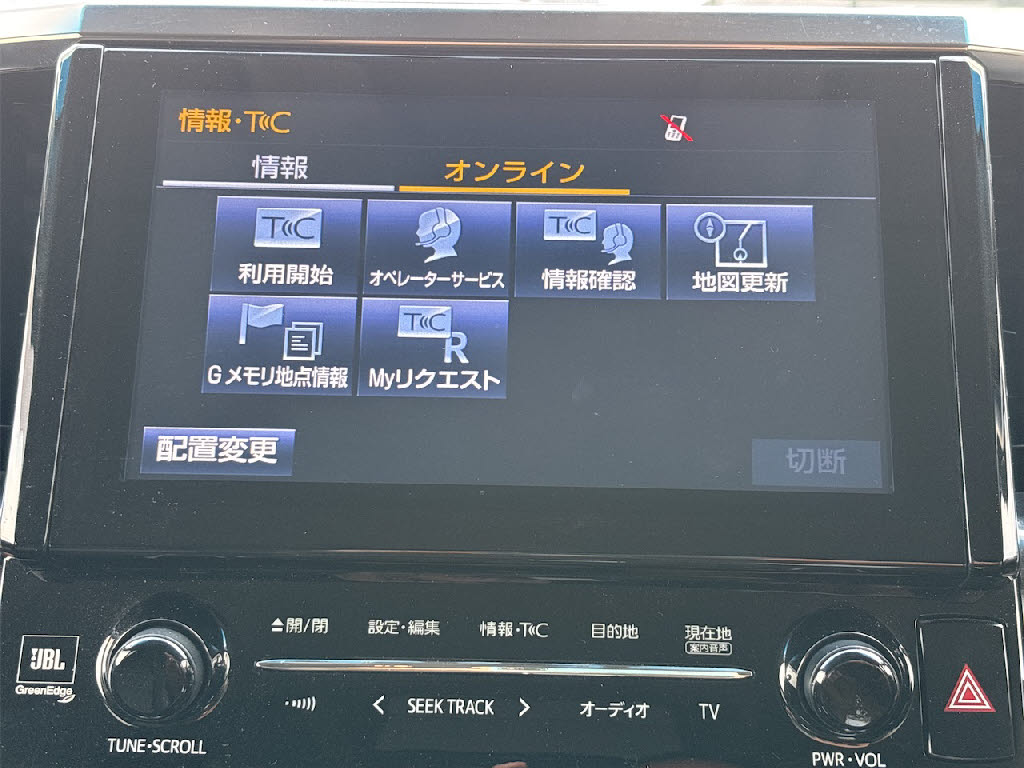 情報・T(((C
情報 オンライン
T(((C T(((C
利用開始 オペレーターサービス 情報確認 地図更新
T(((C R
G メモリ地点情報 Myリクエスト
配置変更 切断
⏏開/閉 設定・編集 情報・T(((C 目的地 現在地
案内音声
JBL
GreenEdge
< SEEK TRACK > オーディオ TV
TUNE・SCROLL PWR・VOL